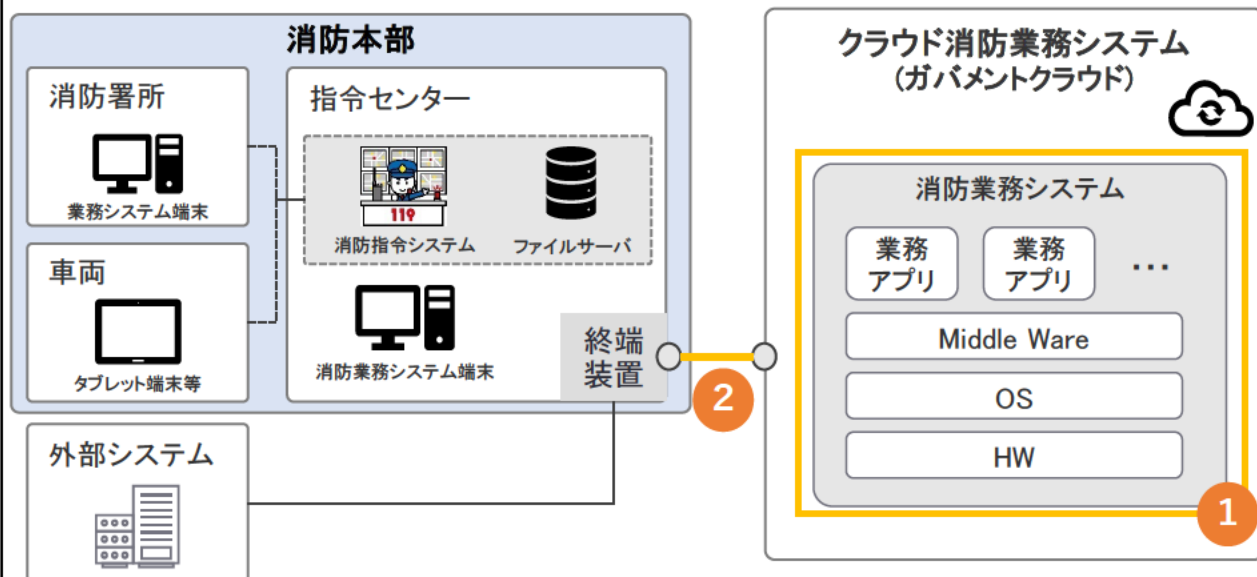 消防本部
消防署所
業務システム端末
車両
タブレット端末等
指令センター
119
消防指令システム
ファイルサーバ
消防業務システム端末
終端
装置
2
外部システム
クラウド消防業務システム
(ガバメントクラウド)
消防業務システム
業務
アプリ
業務
アプリ
・・・
Middle Ware
OS
HW
1